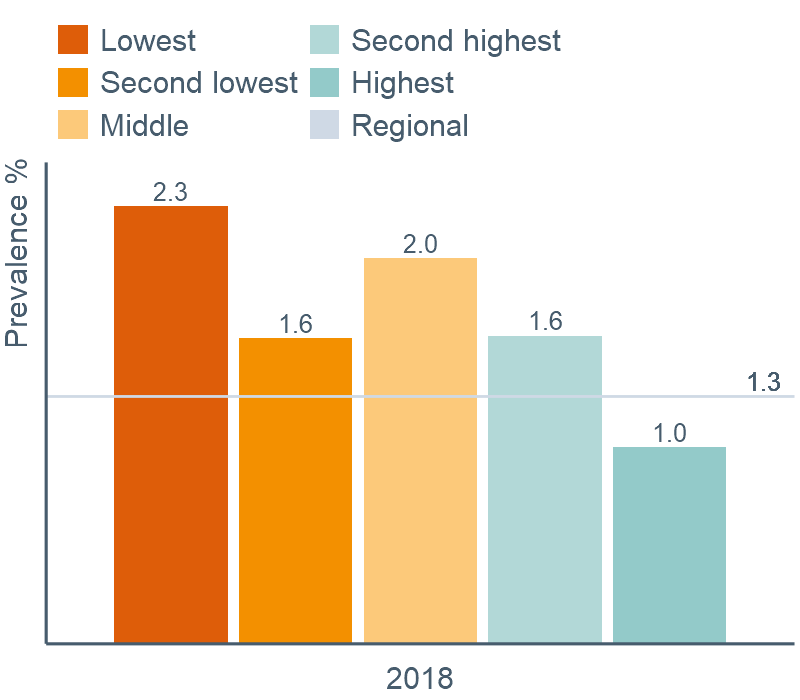 Lowest
Second lowest
Middle
Second highest
Highest
Regional
Prevalence %
2.3
1.6
2.0
1.6
1.0
1.3
2018